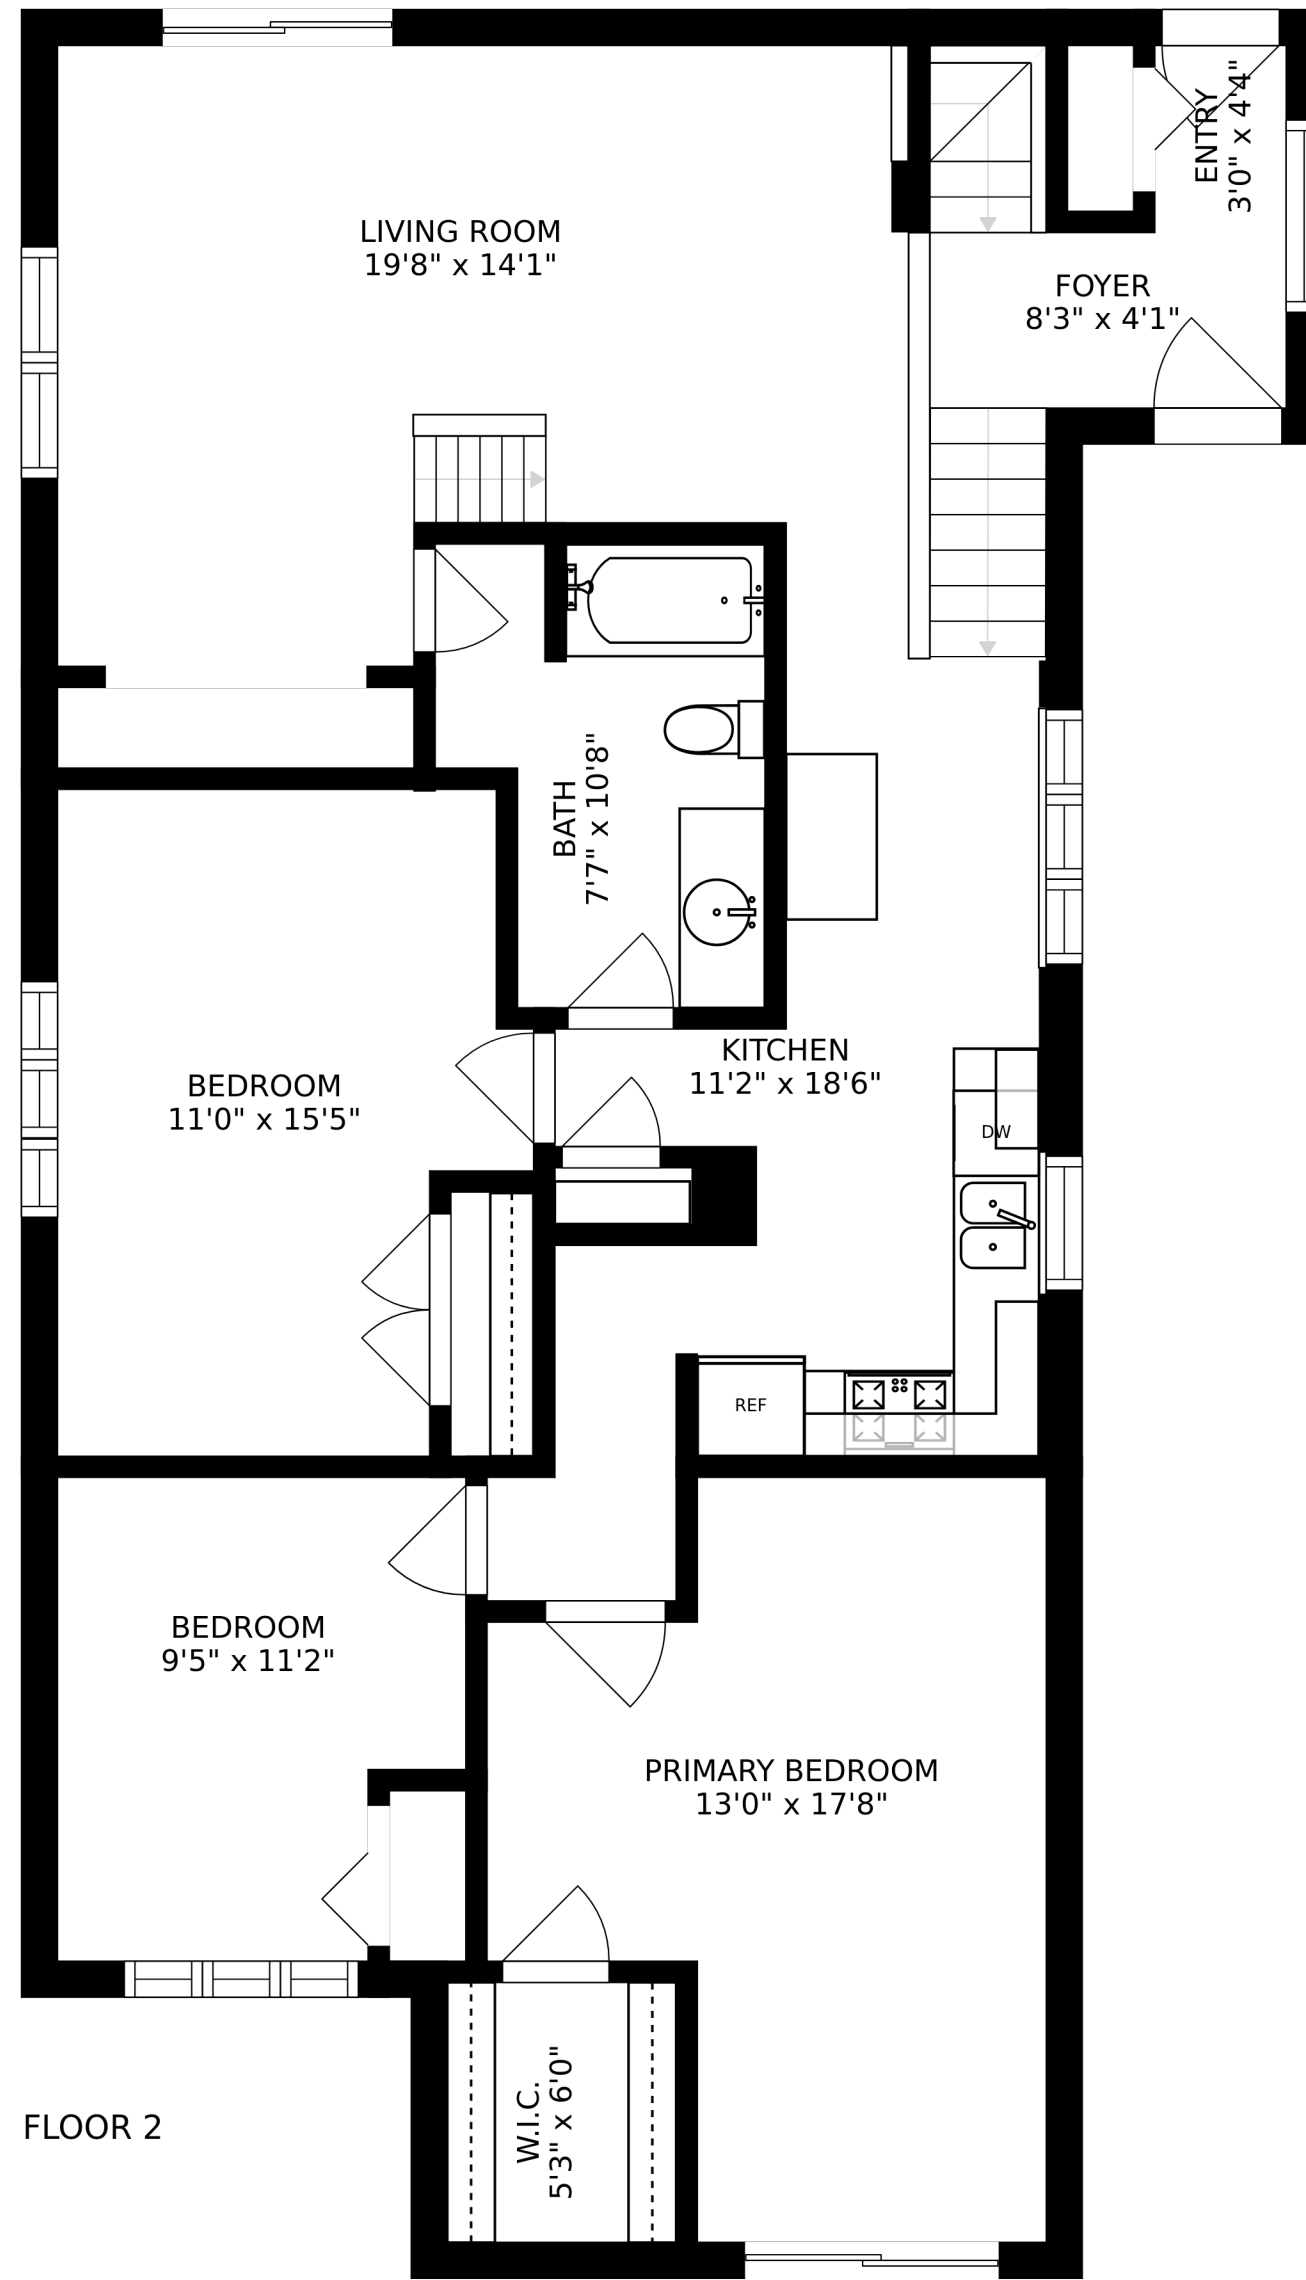 ENTRY
3'0" x 4'4"
LIVING ROOM
19'8" x 14'1"
FOYER
8'3" x 4'1"
BATH
7'7" x 10'8"
KITCHEN
11'2" x 18'6"
BEDROOM
11'0" x 15'5"
DW
REF
BEDROOM
9'5" x 11'2"
PRIMARY BEDROOM
13'0" x 17'8"
W.I.C.
5'3" x 6'0"
FLOOR 2